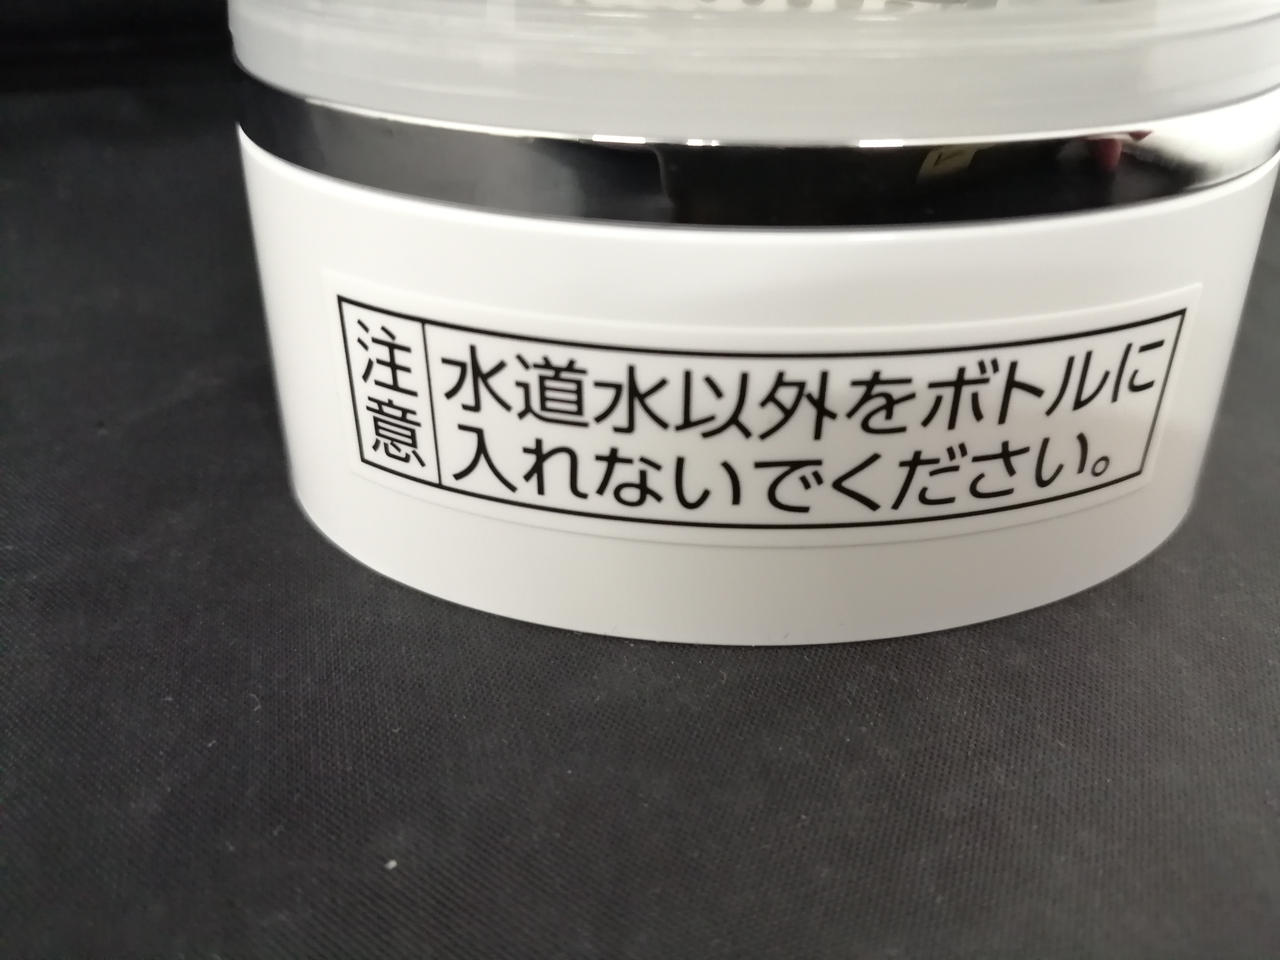 注意
水道水以外をボトルに
入れないでください。